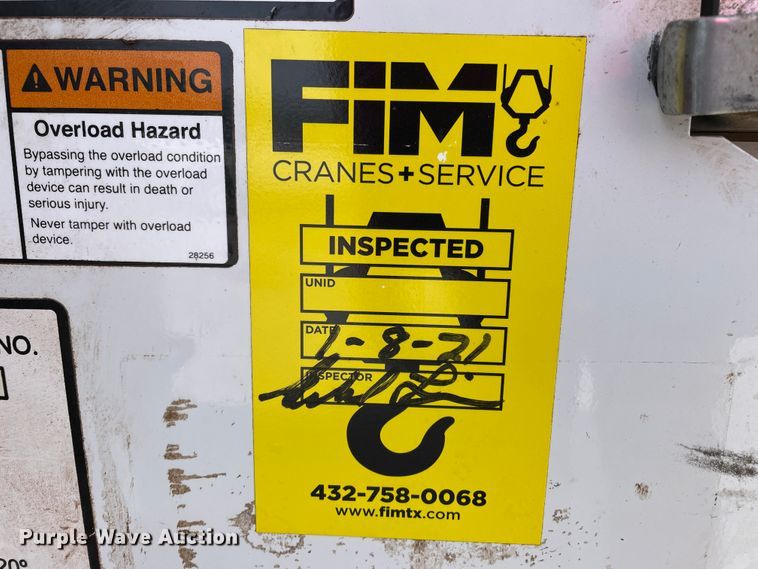 WARNING
Overload Hazard
Bypassing the overload condition
by tampering with the overload
device can result in death or
serious injury.
Never tamper with overload
device.
28256
NO.
20°
FIM
CRANES+SERVICE
INSPECTED
UNID
DATE
1-8-21
INSPECTOR
432-758-0068
www.fimtx.com
Purple Wave Auction